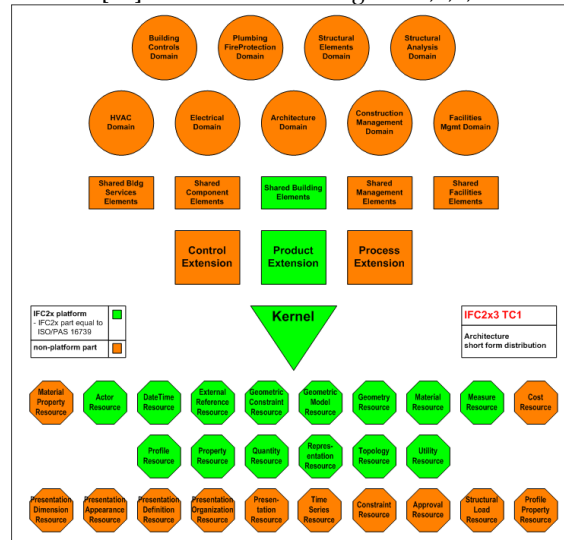 Building
Controls
Domain
Plumbing
FireProtection
Domain
Structural
Elements
Domain
Structural
Analysis
Domain
HVAC
Domain
Electrical
Domain
Architecture
Domain
Construction
Management
Domain
Facilities
Mgmt Domain
Shared Bldg
Services
Elements
Shared
Component
Elements
Shared Building
Elements
Shared
Management
Elements
Shared
Facilities
Elements
Control
Extension
Product
Extension
Process
Extension
Kernel
IFC2x platform
- IFC2x part equal to
ISO/PAS 16739
non-platform part
IFC2x3 TC1
Architecture
short form distribution
Material
Property
Resource
Actor
Resource
DateTime
Resource
External
Reference
Resource
Geometric
Constraint
Resource
Geometric
Model
Resource
Geometry
Resource
Material
Resource
Measure
Resource
Cost
Resource
Profile
Resource
Property
Resource
Quantity
Resource
Repres-
entation
Resource
Topology
Resource
Utility
Resource
Presentation
Dimension
Resource
Presentation
Appearance
Resource
Presentation
Definition
Resource
Presentation
Organization
Resource
Presen-
tation
Resource
Time
Series
Resource
Constraint
Resource
Approval
Resource
Structural
Load
Resource
Profile
Property
Resource